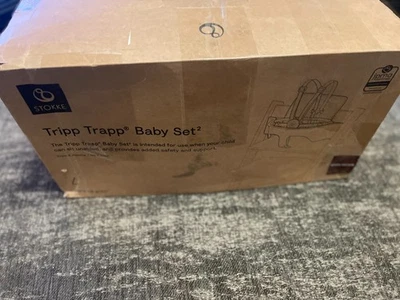 STOKKE
Tripp Trapp® Baby Set²
The Tripp Trapp® Baby Set² is intended for use when your child
can sit unaided, and provides added safety and support.